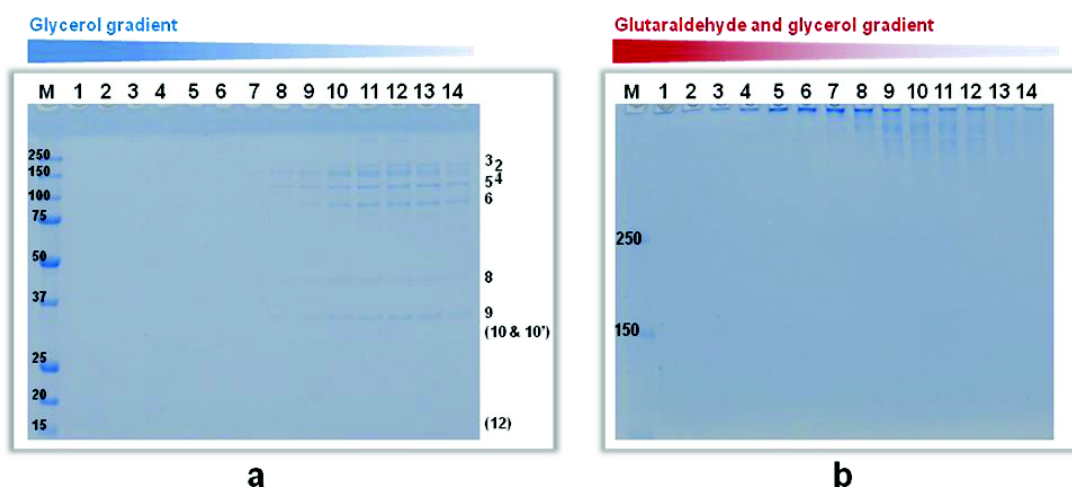 Glycerol gradient
M 1 2 3 4 5 6 7 8 9 10 11 12 13 14
250
150
100
75
50
37
25
20
15
3 2
5 4
6
8
9
(10 & 10*)
(12)
a
Glutaraldehyde and glycerol gradient
M 1 2 3 4 5 6 7 8 9 10 11 12 13 14
250
150
b